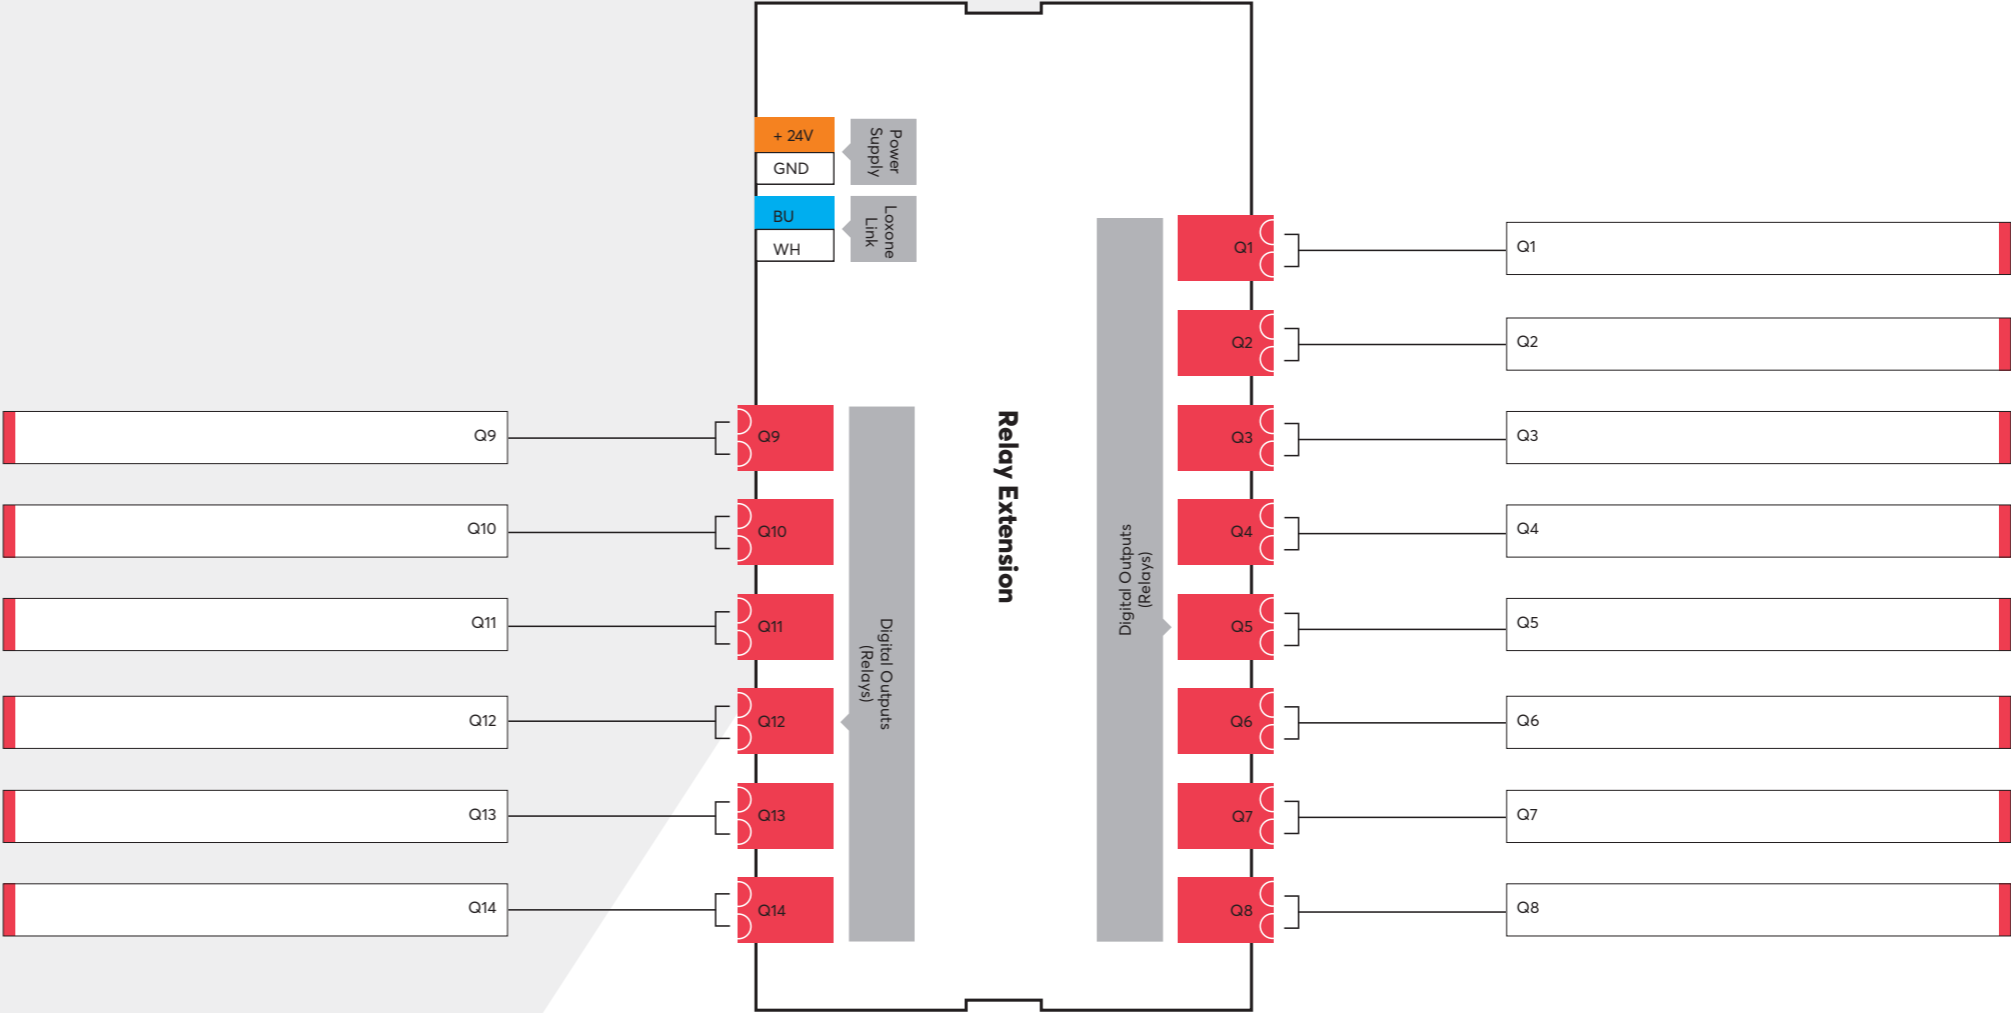 + 24V
GND
Power
Supply
BU
WH
Loxone
Link
Q9
Q9
Q10
Q10
Q11
Q11
Q12
Q12
Q13
Q13
Q14
Q14
Digital Outputs
(Relays)
Relay Extension
Digital Outputs
(Relays)
Q1
Q1
Q2
Q2
Q3
Q3
Q4
Q4
Q5
Q5
Q6
Q6
Q7
Q7
Q8
Q8